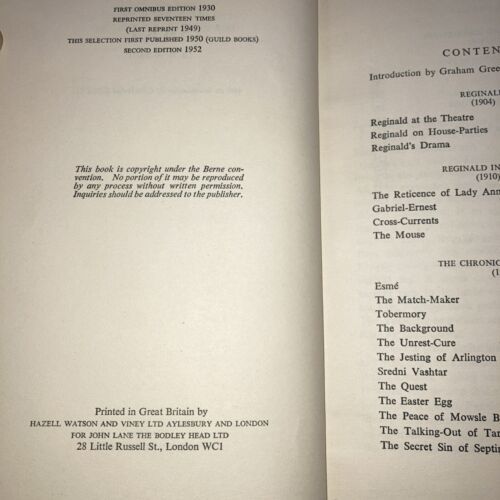 FIRST OMNIBUS EDITION 1930
REPRINTED SEVENTEEN TIMES
(LAST REPRINT 1949)
THIS SELECTION FIRST PUBLISHED 1950 (GUILD BOOKS)
SECOND EDITION 1952
This book is copyright under the Berne con-
vention. No portion of it may be reproduced
by any process without written permission.
Inquiries should be addressed to the publisher.
Printed in Great Britain by
HAZELL WATSON AND VINEY LTD AYLESBURY AND LONDON
FOR JOHN LANE THE BODLEY HEAD LTD
28 Little Russell St., London WC1
CONTEN
Introduction by Graham Gree
REGINALD
(1904)
Reginald at the Theatre
Reginald on House-Parties
Reginald's Drama
REGINALD IN
(1910)
The Reticence of Lady Ann
Gabriel-Ernest
Cross-Currents
The Mouse
THE CHRONIC
(1
Esmé
The Match-Maker
Tobermory
The Background
The Unrest-Cure
The Jesting of Arlington
Sredni Vashtar
The Quest
The Easter Egg
The Peace of Mowsle B
The Talking-Out of Tar
The Secret Sin of Septi